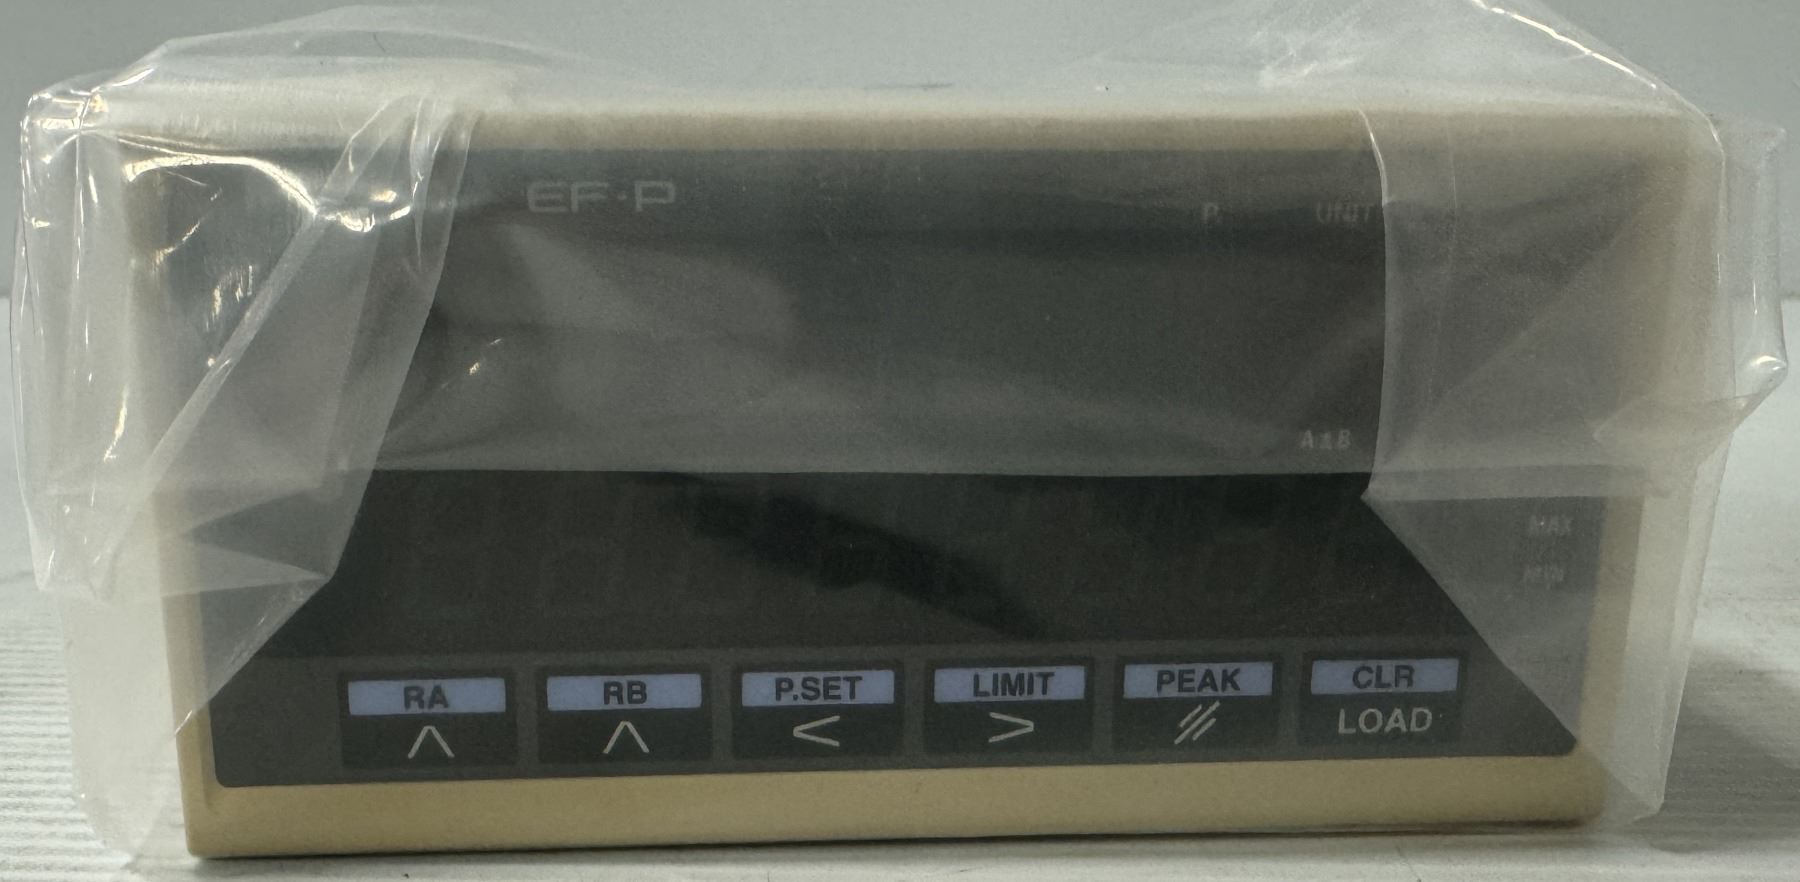 EF-P
P UNIT
A±B
MAX
MIN
RA RB P.SET LIMIT PEAK CLR
∧ ∧ < > /// LOAD